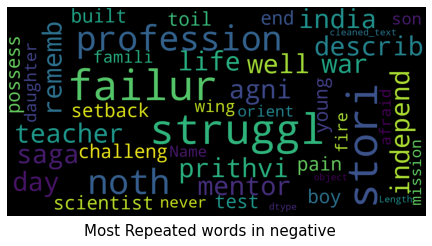 built toil end india son
possess daughter rememb profession cleaned_text describ
famili life well war
failur agni young independ
setback wing orient fire afraid mission
teacher struggl stori
saga challeng Name prithvi pain
day noth mentor boy object
scientist never test dtype Length
Most Repeated words in negative